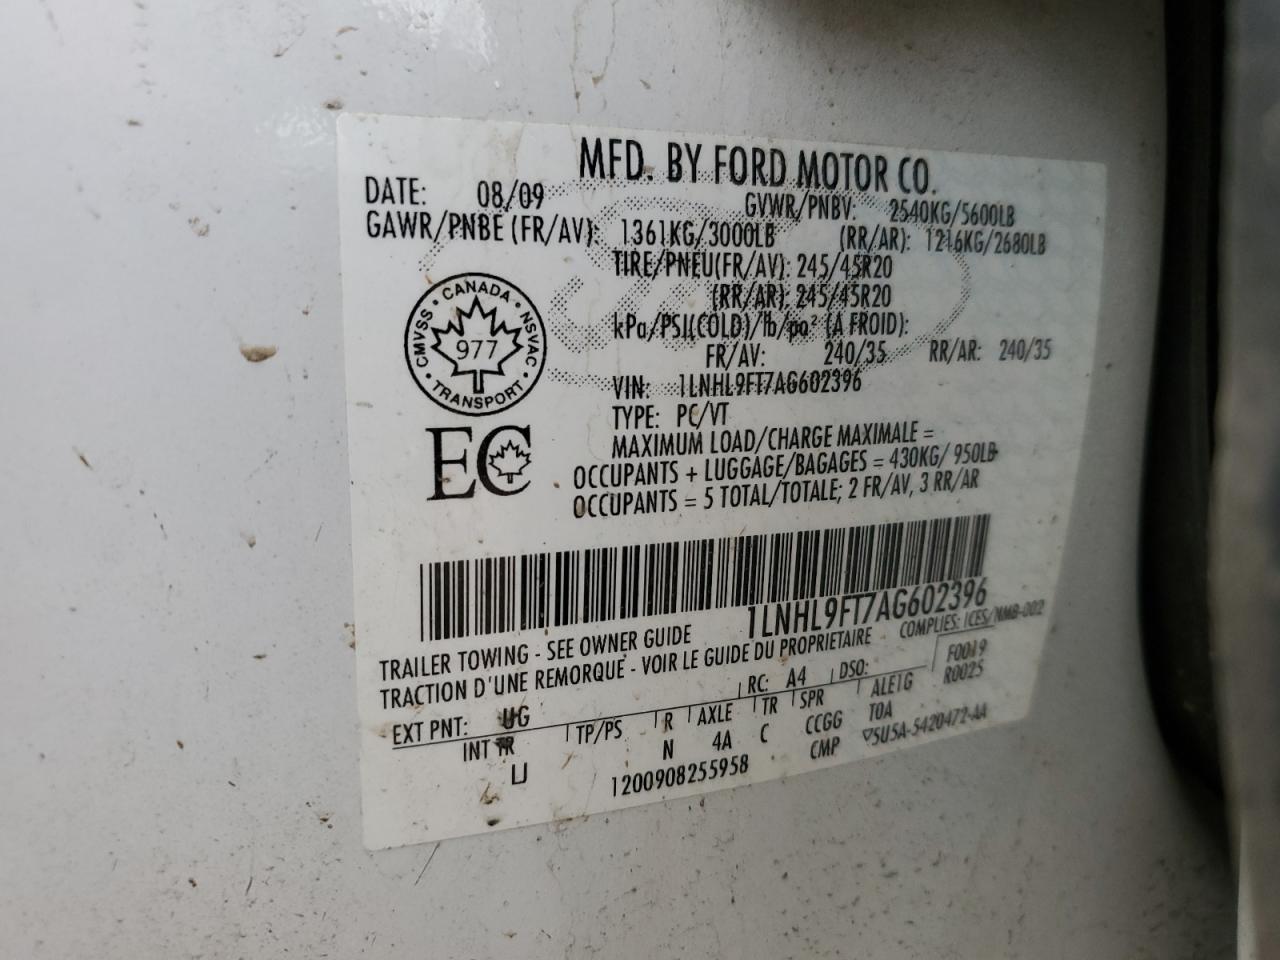 MFD. BY FORD MOTOR CO.
DATE: 08/09 GVWR/PNBV: 2540KG/5600LB
GAWR/PNBE (FR/AV): 1361KG/3000LB (RR/AR): 1216KG/2680LB
TIRE/PNEU(FR/AV): 245/45R20
(RR/AR): 245/45R20
kPa/PSI(COLD)/lb/po² (A FROID):
FR/AV: 240/35 RR/AR: 240/35
CANADA • NSVAC • TRANSPORT • CMVSS •
977
VIN: 1LNHL9FT7AG602396
TYPE: PC/VT
EC
MAXIMUM LOAD/CHARGE MAXIMALE =
OCCUPANTS + LUGGAGE/BAGAGES = 430KG/ 950LB
OCCUPANTS = 5 TOTAL/TOTALE; 2 FR/AV, 3 RR/AR
1LNHL9FT7AG602396
TRAILER TOWING - SEE OWNER GUIDE COMPLIES: ICES/NMB-002
TRACTION D'UNE REMORQUE - VOIR LE GUIDE DU PROPRIETAIRE
F0019
R0025
EXT PNT: UG RC: A4 DSO:
INT TR TP/PS R AXLE TR SPR ALE1G
LJ N 4A C CCGG T0A
1200908255958 CMP ▽5U5A-5420472-AA